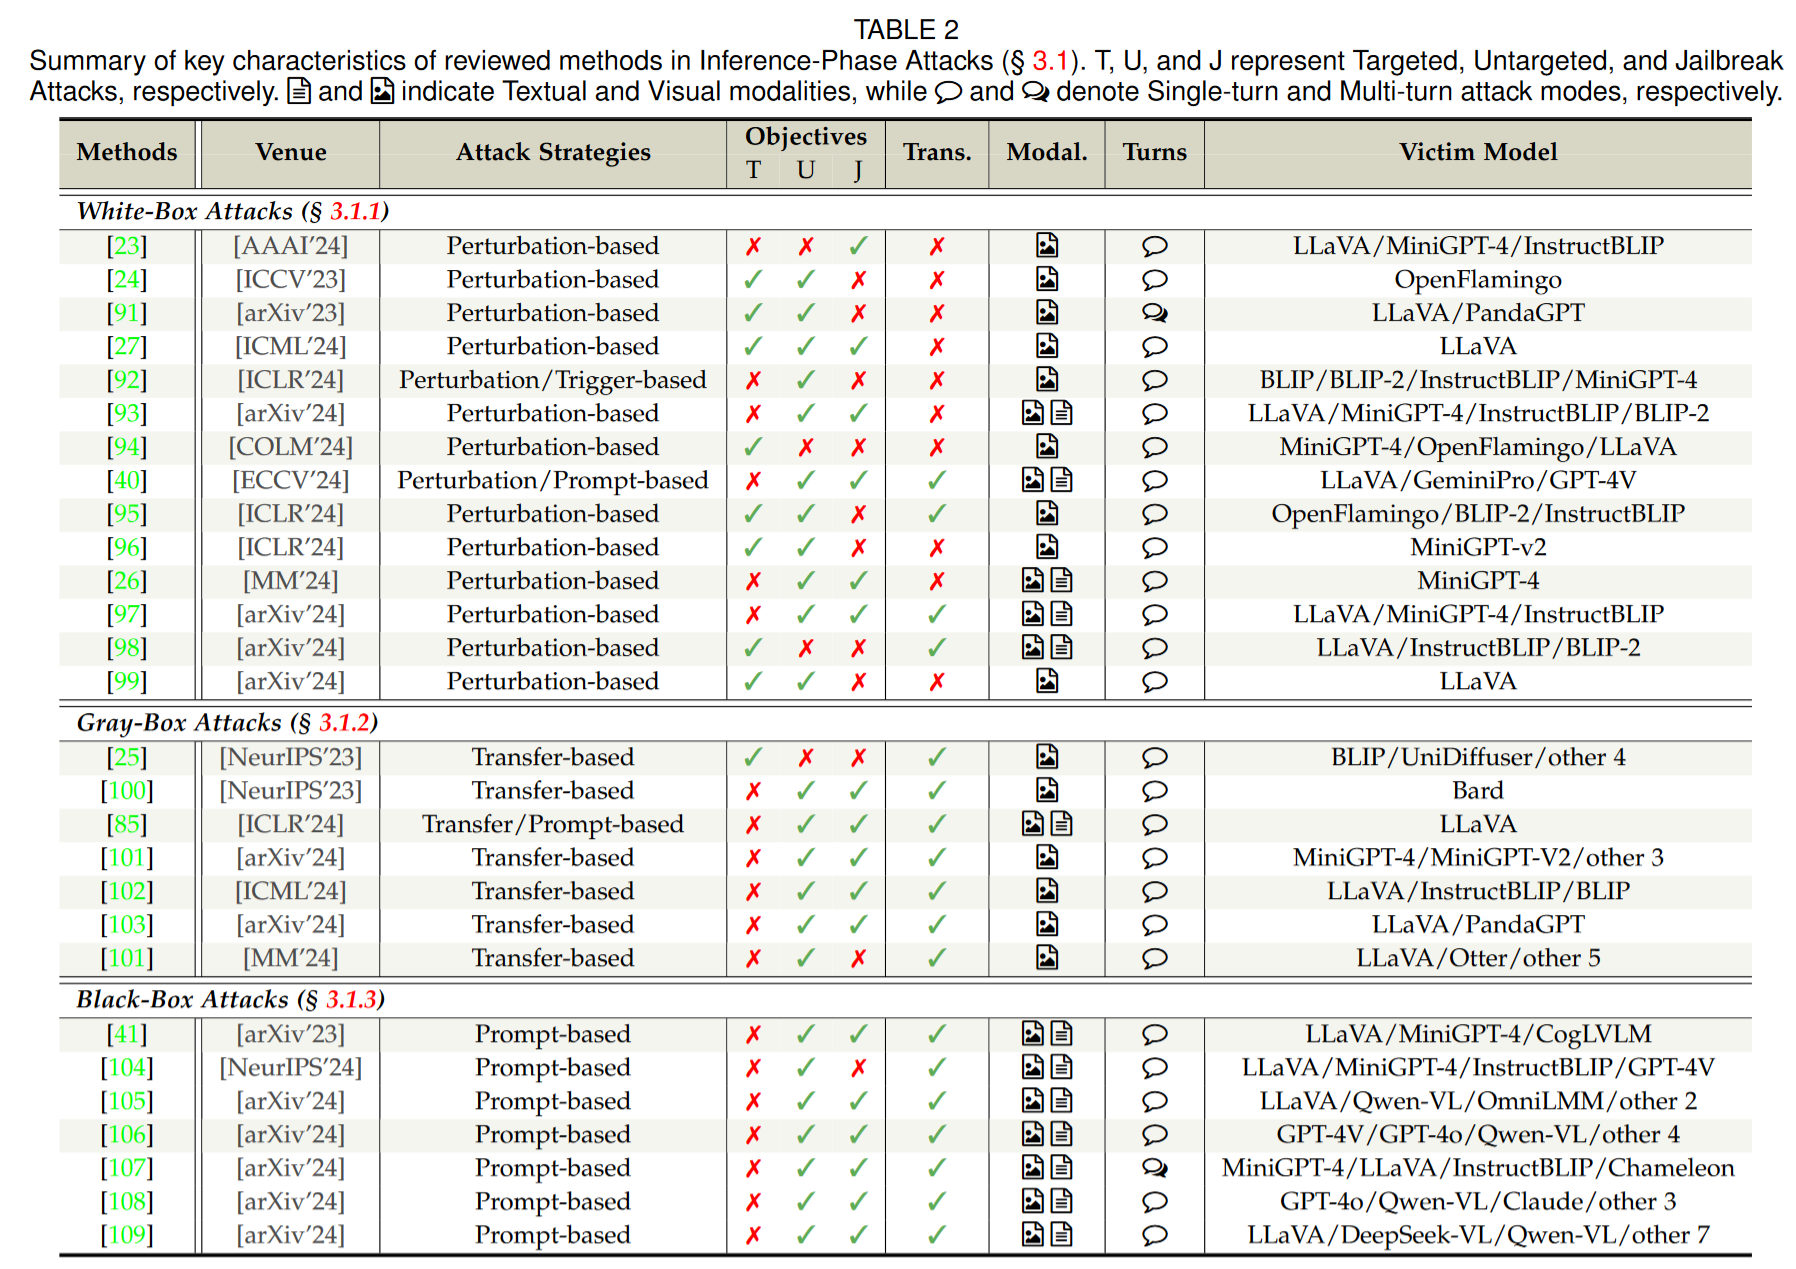 TABLE 2
Summary of key characteristics of reviewed methods in Inference-Phase Attacks (§ 3.1). T, U, and J represent Targeted, Untargeted, and Jailbreak
Attacks, respectively. and indicate Textual and Visual modalities, while and denote Single-turn and Multi-turn attack modes, respectively.
Methods Venue Attack Strategies Objectives Trans. Modal. Turns Victim Model
T U J
White-Box Attacks (§ 3.1.1)
[23] [AAAI'24] Perturbation-based ✗ ✗ ✓ ✗ LLaVA/MiniGPT-4/InstructBLIP
[24] [ICCV'23] Perturbation-based ✓ ✓ ✗ ✗ OpenFlamingo
[91] [arXiv'23] Perturbation-based ✓ ✓ ✗ ✗ LLaVA/PandaGPT
[27] [ICML'24] Perturbation-based ✓ ✓ ✓ ✗ LLaVA
[92] [ICLR'24] Perturbation/Trigger-based ✗ ✓ ✗ ✗ BLIP/BLIP-2/InstructBLIP/MiniGPT-4
[93] [arXiv'24] Perturbation-based ✗ ✓ ✓ ✗ LLaVA/MiniGPT-4/InstructBLIP/BLIP-2
[94] [COLM'24] Perturbation-based ✓ ✗ ✗ ✗ MiniGPT-4/OpenFlamingo/LLaVA
[40] [ECCV'24] Perturbation/Prompt-based ✗ ✓ ✓ ✓ LLaVA/GeminiPro/GPT-4V
[95] [ICLR'24] Perturbation-based ✓ ✓ ✗ ✓ OpenFlamingo/BLIP-2/InstructBLIP
[96] [ICLR'24] Perturbation-based ✓ ✓ ✗ ✗ MiniGPT-v2
[26] [MM'24] Perturbation-based ✗ ✓ ✓ ✗ MiniGPT-4
[97] [arXiv'24] Perturbation-based ✗ ✓ ✓ ✓ LLaVA/MiniGPT-4/InstructBLIP
[98] [arXiv'24] Perturbation-based ✓ ✗ ✗ ✓ LLaVA/InstructBLIP/BLIP-2
[99] [arXiv'24] Perturbation-based ✓ ✓ ✗ ✗ LLaVA
Gray-Box Attacks (§ 3.1.2)
[25] [NeurIPS'23] Transfer-based ✓ ✗ ✗ ✓ BLIP/UniDiffuser/other 4
[100] [NeurIPS'23] Transfer-based ✗ ✓ ✓ ✓ Bard
[85] [ICLR'24] Transfer/Prompt-based ✗ ✓ ✓ ✓ LLaVA
[101] [arXiv'24] Transfer-based ✗ ✓ ✓ ✓ MiniGPT-4/MiniGPT-V2/other 3
[102] [ICML'24] Transfer-based ✗ ✓ ✓ ✓ LLaVA/InstructBLIP/BLIP
[103] [arXiv'24] Transfer-based ✗ ✓ ✓ ✓ LLaVA/PandaGPT
[101] [MM'24] Transfer-based ✗ ✓ ✗ ✓ LLaVA/Otter/other 5
Black-Box Attacks (§ 3.1.3)
[41] [arXiv'23] Prompt-based ✗ ✓ ✓ ✓ LLaVA/MiniGPT-4/CogLVLM
[104] [NeurIPS'24] Prompt-based ✗ ✓ ✗ ✓ LLaVA/MiniGPT-4/InstructBLIP/GPT-4V
[105] [arXiv'24] Prompt-based ✗ ✓ ✓ ✓ LLaVA/Qwen-VL/OmniLMM/other 2
[106] [arXiv'24] Prompt-based ✗ ✓ ✓ ✓ GPT-4V/GPT-4o/Qwen-VL/other 4
[107] [arXiv'24] Prompt-based ✗ ✓ ✓ ✓ MiniGPT-4/LLaVA/InstructBLIP/Chameleon
[108] [arXiv'24] Prompt-based ✗ ✓ ✓ ✓ GPT-4o/Qwen-VL/Claude/other 3
[109] [arXiv'24] Prompt-based ✗ ✓ ✓ ✓ LLaVA/DeepSeek-VL/Qwen-VL/other 7